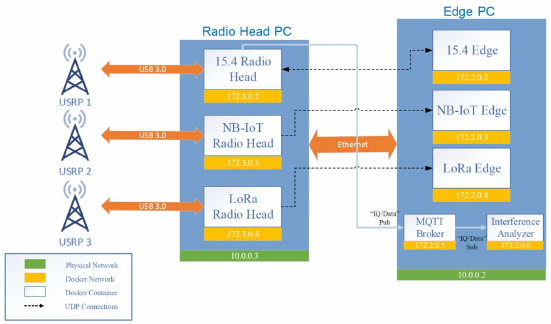 Radio Head PC
Edge PC
USB 3.0
USRP 1
15.4 Radio
Head
172.3.0.2
15.4 Edge
172.2.0.2
USB 3.0
USRP 2
NB-IoT
Radio Head
172.3.0.3
Ethernet
NB-IoT Edge
172.2.0.3
USB 3.0
USRP 3
LoRa
Radio Head
172.3.0.4
LoRa Edge
172.2.0.4
"IQ/Data"
Pub
MQTT
Broker
172.2.0.5
"IQ/Data"
Sub
Interference
Analyzer
172.2.0.6
10.0.0.3
10.0.0.2
Physical Network
Docker Network
Docker Container
UDP Connections